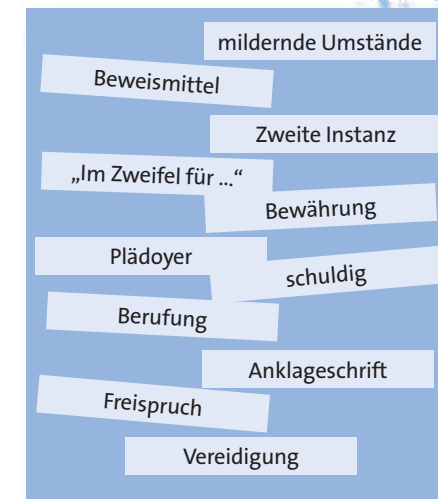 mildernde Umstände
Beweismittel
Zweite Instanz
„Im Zweifel für ...“
Bewährung
Plädoyer
schuldig
Berufung
Anklageschrift
Freispruch
Vereidigung